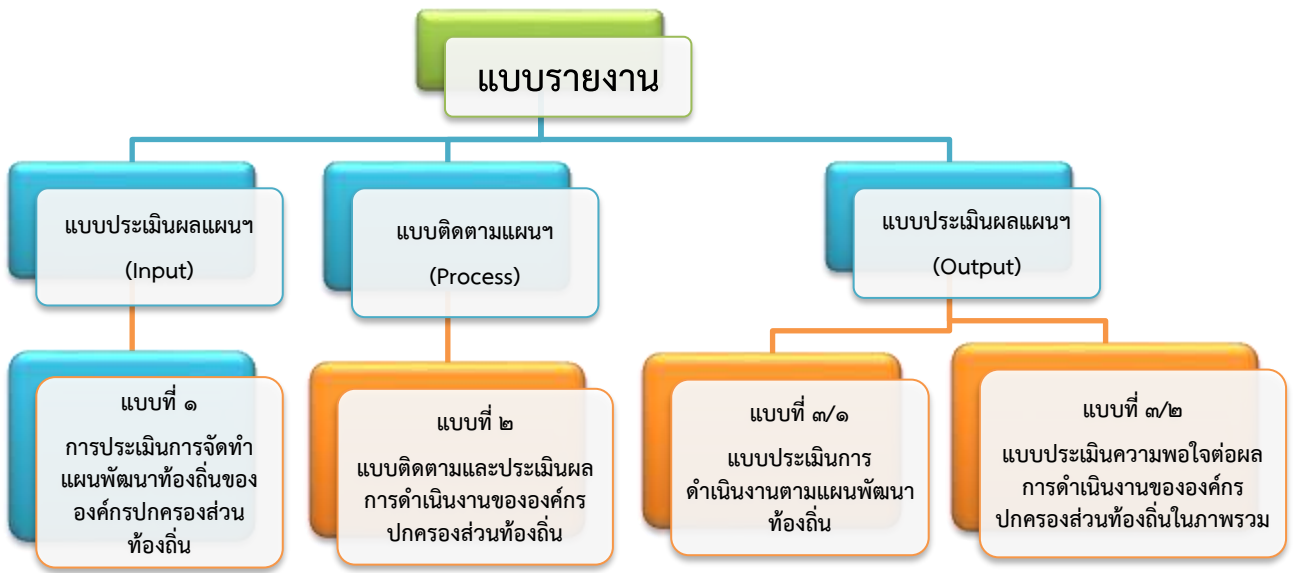 แบบรายงาน
แบบประเมินผลแผนฯ
(Input)
แบบติดตามแผนฯ
(Process)
แบบประเมินผลแผนฯ
(Output)
แบบที่ ๑
การประเมินการจัดทำ
แผนพัฒนาท้องถิ่นของ
องค์กรปกครองส่วน
ท้องถิ่น
แบบที่ ๒
แบบติดตามและประเมินผล
การดำเนินงานขององค์กร
ปกครองส่วนท้องถิ่น
แบบที่ ๓/๑
แบบประเมินการ
ดำเนินงานตามแผนพัฒนา
ท้องถิ่น
แบบที่ ๓/๒
แบบประเมินความพอใจต่อผล
การดำเนินงานขององค์กร
ปกครองส่วนท้องถิ่นในภาพรวม